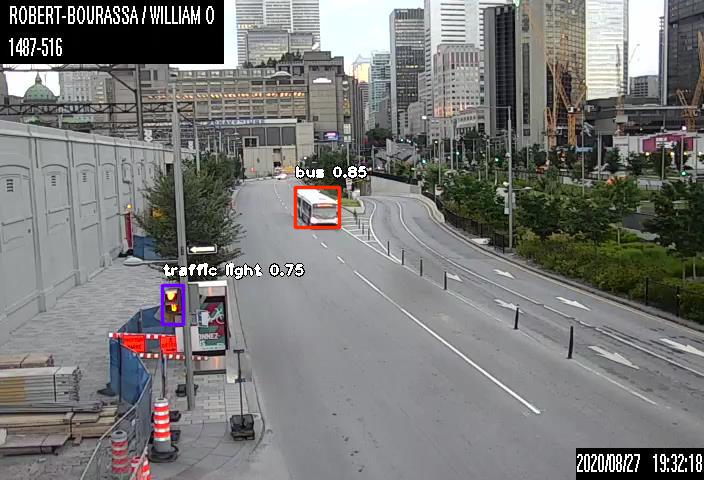 ROBERT-BOURASSA / WILLIAM O
1487-516
bus 0.85
traffic light 0.75
2020/08/27 19:32:18